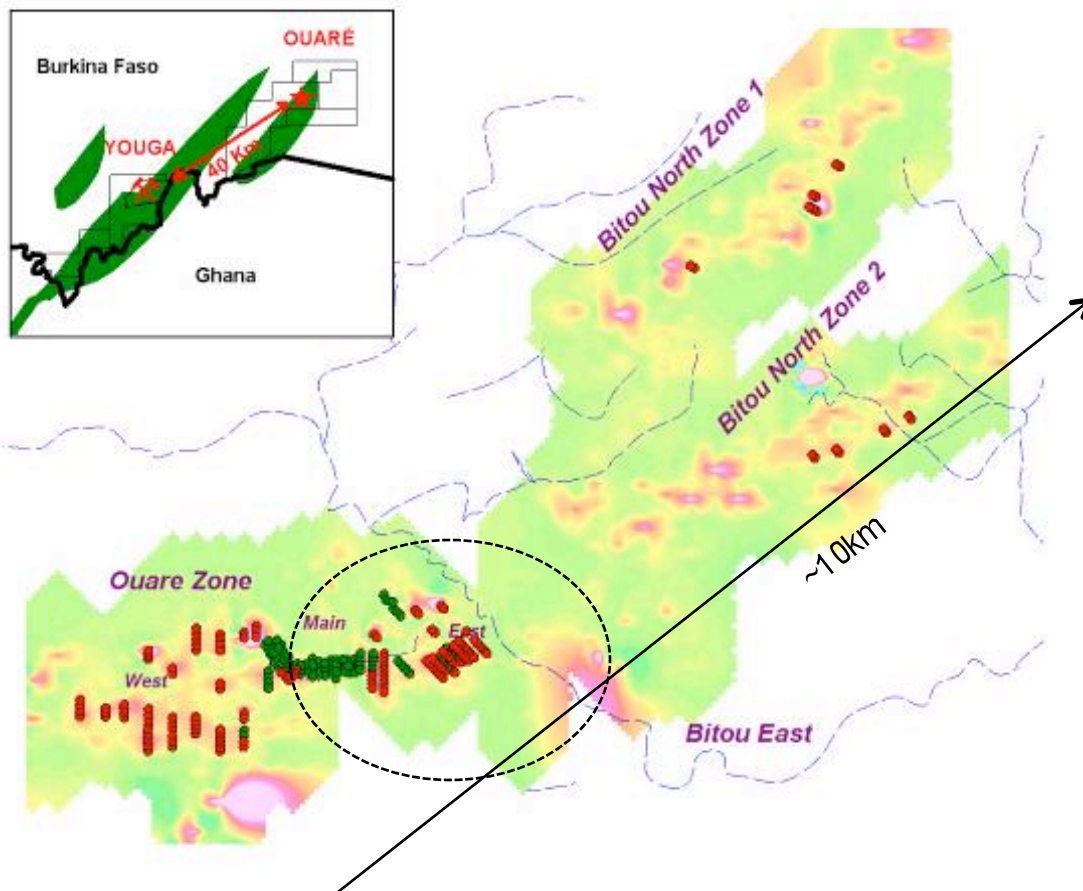 OUARÉ
Burkina Faso
YOUGA
40 Km
Ghana
Bitou North Zone 1
Bitou North Zone 2
~10km
Ouare Zone
Main
East
West
Bitou East